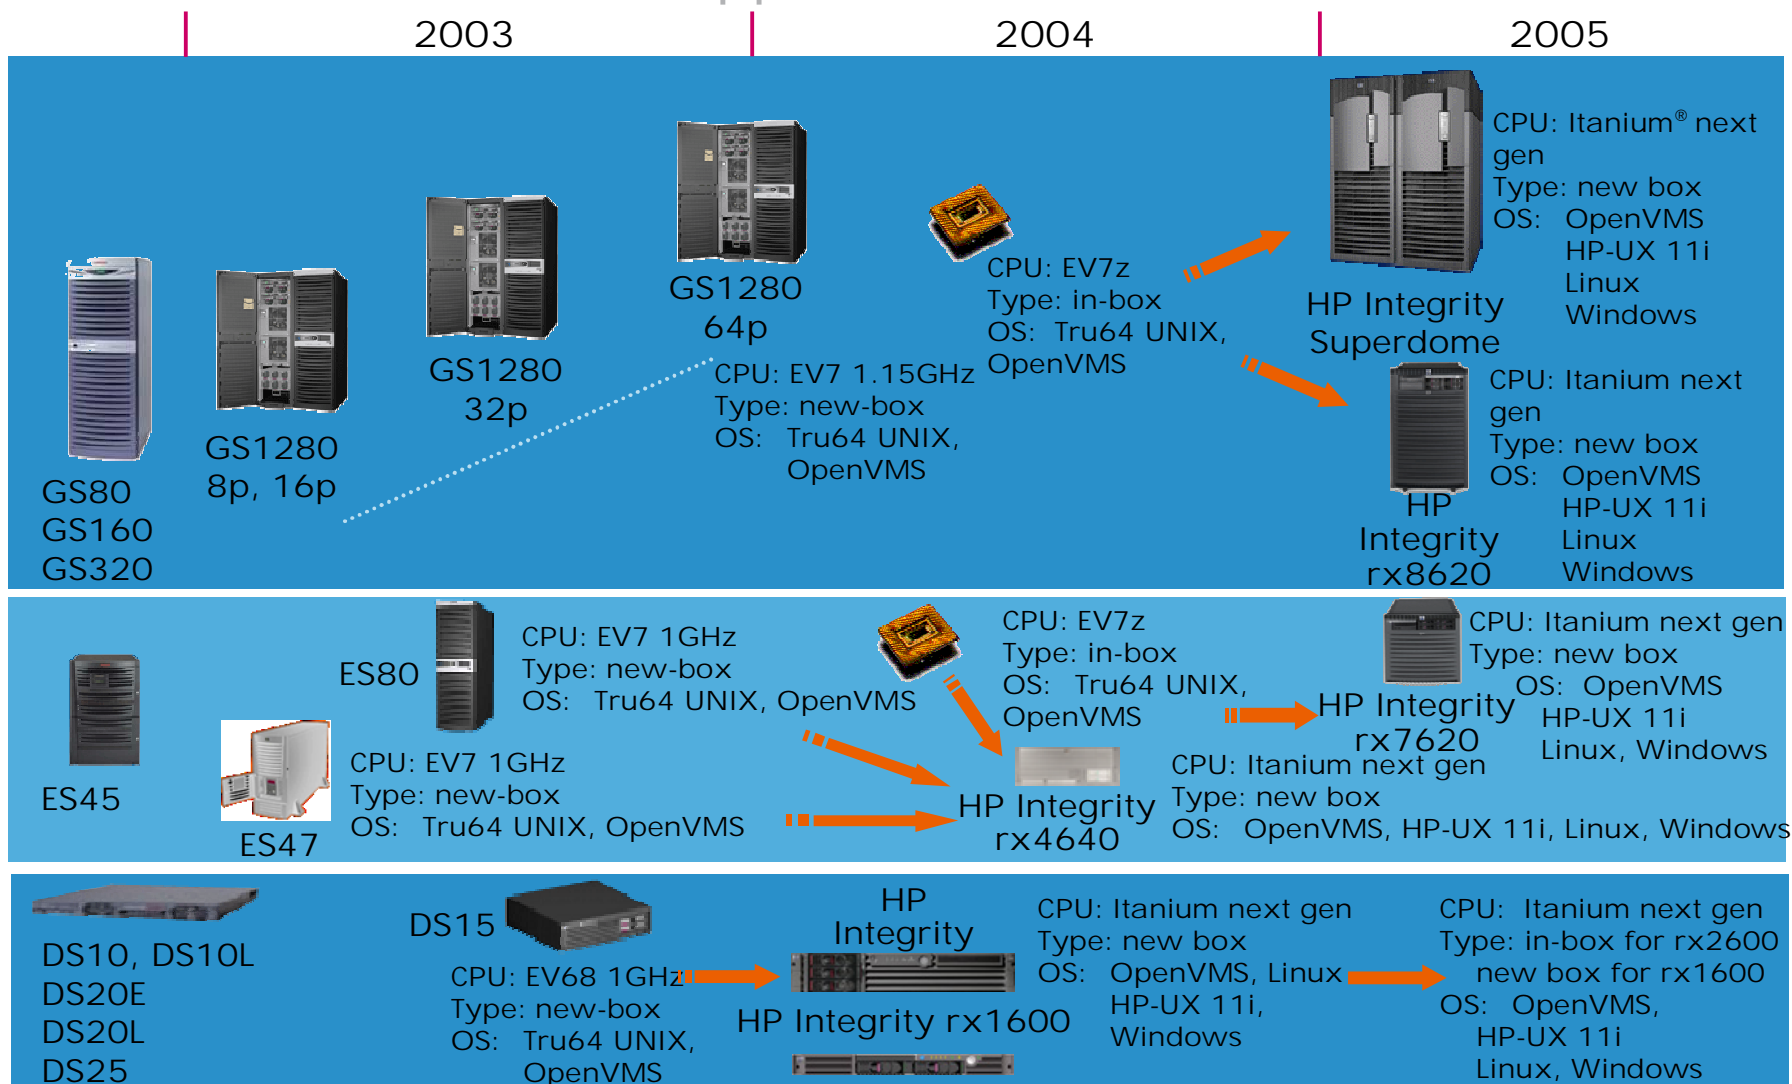 2003
2004
2005
GS80
GS160
GS320
GS1280
8p, 16p
GS1280
32p
GS1280
64p
CPU: EV7 1.15GHz
Type: new-box
OS: Tru64 UNIX,
OpenVMS
CPU: EV7z
Type: in-box
OS: Tru64 UNIX,
OpenVMS
HP Integrity
Superdome
CPU: Itanium® next
gen
Type: new box
OS: OpenVMS
HP-UX 11i
Linux
Windows
HP
Integrity
rx8620
CPU: Itanium next
gen
Type: new box
OS: OpenVMS
HP-UX 11i
Linux
Windows
ES45
ES47
CPU: EV7 1GHz
Type: new-box
OS: Tru64 UNIX, OpenVMS
ES80
CPU: EV7 1GHz
Type: new-box
OS: Tru64 UNIX, OpenVMS
CPU: EV7z
Type: in-box
OS: Tru64 UNIX,
OpenVMS
HP Integrity
rx4640
CPU: Itanium next gen
Type: new box
OS: OpenVMS, HP-UX 11i, Linux, Windows
HP Integrity
rx7620
CPU: Itanium next gen
Type: new box
OS: OpenVMS
HP-UX 11i
Linux, Windows
DS10, DS10L
DS20E
DS20L
DS25
DS15
CPU: EV68 1GHz
Type: new-box
OS: Tru64 UNIX,
OpenVMS
HP
Integrity
HP Integrity rx1600
CPU: Itanium next gen
Type: new box
OS: OpenVMS, Linux
HP-UX 11i,
Windows
CPU: Itanium next gen
Type: in-box for rx2600
new box for rx1600
OS: OpenVMS,
HP-UX 11i
Linux, Windows